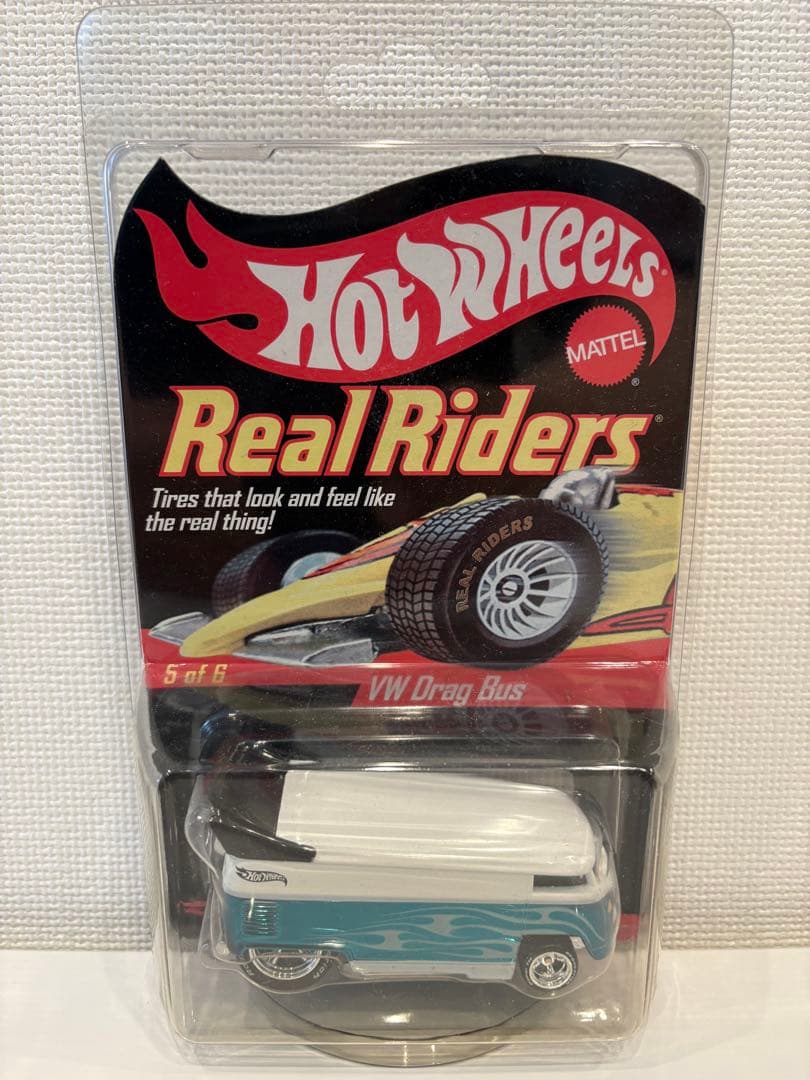 Hot Wheels®
MATTEL
®
Real Riders®
Tires that look and feel like
the real thing!
REAL RIDERS
5 of 6
VW Drag Bus
Hot Wheels